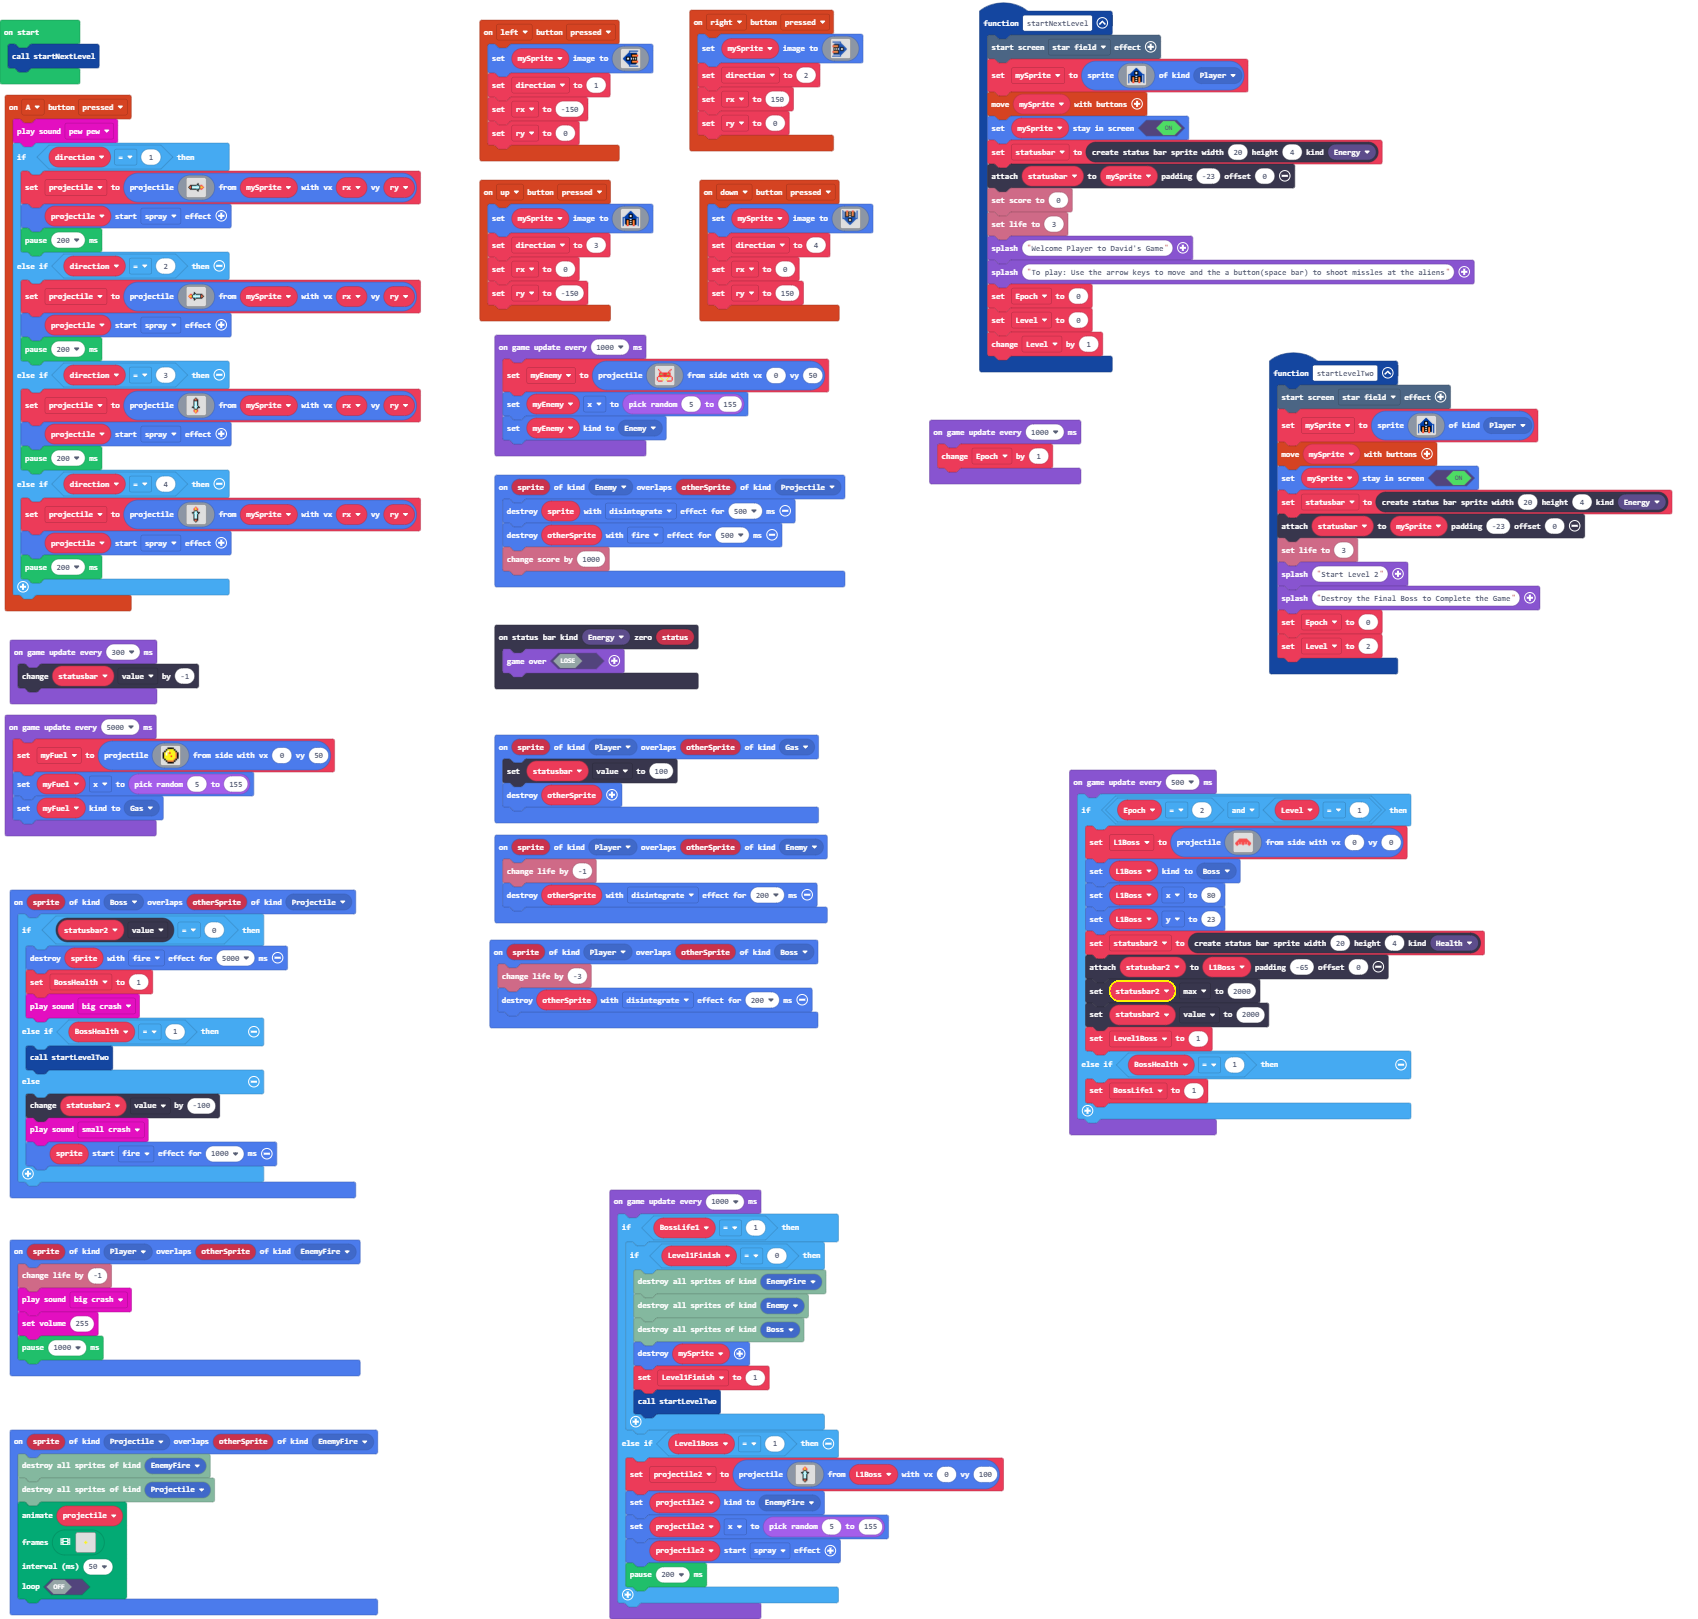 on start
call startNextLevel
on A button pressed
play sound pew pew
if direction = 1 then
set projectile to projectile from mySprite with vx rx vy ry
projectile start spray effect
pause 200 ms
else if direction = 2 then
set projectile to projectile from mySprite with vx rx vy ry
projectile start spray effect
pause 200 ms
else if direction = 3 then
set projectile to projectile from mySprite with vx rx vy ry
projectile start spray effect
pause 200 ms
else if direction = 4 then
set projectile to projectile from mySprite with vx rx vy ry
projectile start spray effect
pause 200 ms
on game update every 300 ms
change statusbar value by -1
on game update every 5000 ms
set myFuel to projectile from side with vx 0 vy 50
set myFuel x to pick random 5 to 155
set myFuel kind to Gas
on sprite of kind Boss overlaps otherSprite of kind Projectile
if statusbar2 value = 0 then
destroy sprite with fire effect for 5000 ms
set BossHealth to 1
play sound big crash
else if BossHealth = 1 then
call startLevelTwo
else
change statusbar2 value by -100
play sound small crash
sprite start fire effect for 1000 ms
on sprite of kind Player overlaps otherSprite of kind EnemyFire
change life by -1
play sound big crash
set volume 255
pause 1000 ms
on sprite of kind Projectile overlaps otherSprite of kind EnemyFire
destroy all sprites of kind EnemyFire
destroy all sprites of kind Projectile
animate projectile
frames
interval (ms) 50
loop OFF
on left button pressed
set mySprite image to
set direction to 1
set rx to -150
set ry to 0
on right button pressed
set mySprite image to
set direction to 2
set rx to 150
set ry to 0
on up button pressed
set mySprite image to
set direction to 3
set rx to 0
set ry to -150
on down button pressed
set mySprite image to
set direction to 4
set rx to 0
set ry to 150
on game update every 1000 ms
set myEnemy to projectile from side with vx 0 vy 50
set myEnemy x to pick random 5 to 155
set myEnemy kind to Enemy
on sprite of kind Enemy overlaps otherSprite of kind Projectile
destroy sprite with disintegrate effect for 500 ms
destroy otherSprite with fire effect for 500 ms
change score by 1000
on status bar kind Energy zero status
game over LOSE
on sprite of kind Player overlaps otherSprite of kind Gas
set statusbar value to 100
destroy otherSprite
on sprite of kind Player overlaps otherSprite of kind Enemy
change life by -1
destroy otherSprite with disintegrate effect for 200 ms
on sprite of kind Player overlaps otherSprite of kind Boss
change life by -3
destroy otherSprite with disintegrate effect for 200 ms
on game update every 1000 ms
if BossLife1 = 1 then
if Level1Finish = 0 then
destroy all sprites of kind EnemyFire
destroy all sprites of kind Enemy
destroy all sprites of kind Boss
destroy mySprite
set Level1Finish to 1
call startLevelTwo
else if Level1Boss = 1 then
set projectile2 to projectile from L1Boss with vx 0 vy 100
set projectile2 kind to EnemyFire
set projectile2 x to pick random 5 to 155
projectile2 start spray effect
pause 200 ms
function startNextLevel
start screen star field effect
set mySprite to sprite of kind Player
move mySprite with buttons
set mySprite stay in screen ON
set statusbar to create status bar sprite width 20 height 4 kind Energy
attach statusbar to mySprite padding -23 offset 0
set score to 0
set life to 3
splash "Welcome Player to David's Game"
splash "To play: Use the arrow keys to move and the a button(space bar) to shoot missles at the aliens"
set Epoch to 0
set Level to 0
change Level by 1
on game update every 1000 ms
change Epoch by 1
function startLevelTwo
start screen star field effect
set mySprite to sprite of kind Player
move mySprite with buttons
set mySprite stay in screen ON
set statusbar to create status bar sprite width 20 height 4 kind Energy
attach statusbar to mySprite padding -23 offset 0
set life to 3
splash "Start Level 2"
splash "Destroy the Final Boss to Complete the Game"
set Epoch to 0
set Level to 2
on game update every 500 ms
if Epoch = 2 and Level = 1 then
set L1Boss to projectile from side with vx 0 vy 0
set L1Boss kind to Boss
set L1Boss x to 80
set L1Boss y to 23
set statusbar2 to create status bar sprite width 20 height 4 kind Health
attach statusbar2 to L1Boss padding -65 offset 0
set statusbar2 max to 2000
set statusbar2 value to 2000
set Level1Boss to 1
else if BossHealth = 1 then
set BossLife1 to 1